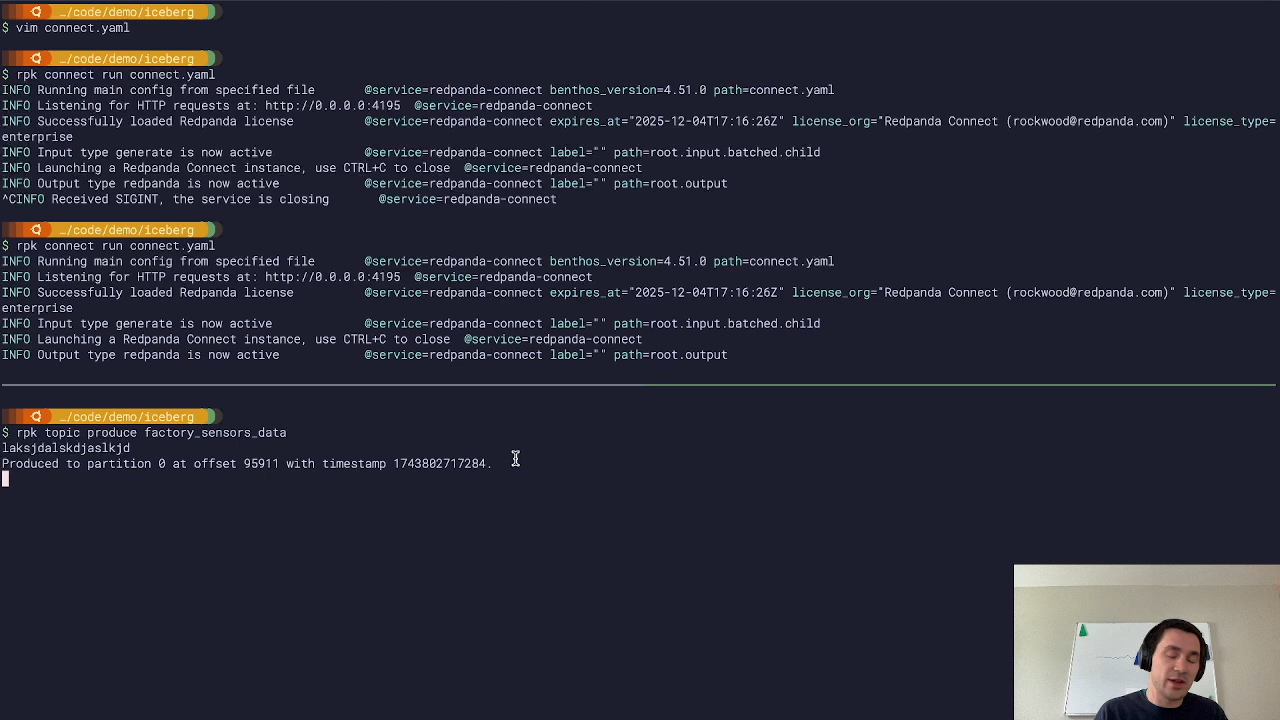 …/code/demo/iceberg
$ vim connect.yaml
…/code/demo/iceberg
$ rpk connect run connect.yaml
INFO Running main config from specified file @service=redpanda-connect benthos_version=4.51.0 path=connect.yaml
INFO Listening for HTTP requests at: http://0.0.0.0:4195 @service=redpanda-connect
INFO Successfully loaded Redpanda license @service=redpanda-connect expires_at="2025-12-04T17:16:26Z" license_org="Redpanda Connect (rockwood@redpanda.com)" license_type=
enterprise
INFO Input type generate is now active @service=redpanda-connect label="" path=root.input.batched.child
INFO Launching a Redpanda Connect instance, use CTRL+C to close @service=redpanda-connect
INFO Output type redpanda is now active @service=redpanda-connect label="" path=root.output
^CINFO Received SIGINT, the service is closing @service=redpanda-connect
…/code/demo/iceberg
$ rpk connect run connect.yaml
INFO Running main config from specified file @service=redpanda-connect benthos_version=4.51.0 path=connect.yaml
INFO Listening for HTTP requests at: http://0.0.0.0:4195 @service=redpanda-connect
INFO Successfully loaded Redpanda license @service=redpanda-connect expires_at="2025-12-04T17:16:26Z" license_org="Redpanda Connect (rockwood@redpanda.com)" license_type=
enterprise
INFO Input type generate is now active @service=redpanda-connect label="" path=root.input.batched.child
INFO Launching a Redpanda Connect instance, use CTRL+C to close @service=redpanda-connect
INFO Output type redpanda is now active @service=redpanda-connect label="" path=root.output
…/code/demo/iceberg
$ rpk topic produce factory_sensors_data
laksjdalskdjaslkjd
Produced to partition 0 at offset 95911 with timestamp 1743802717284.